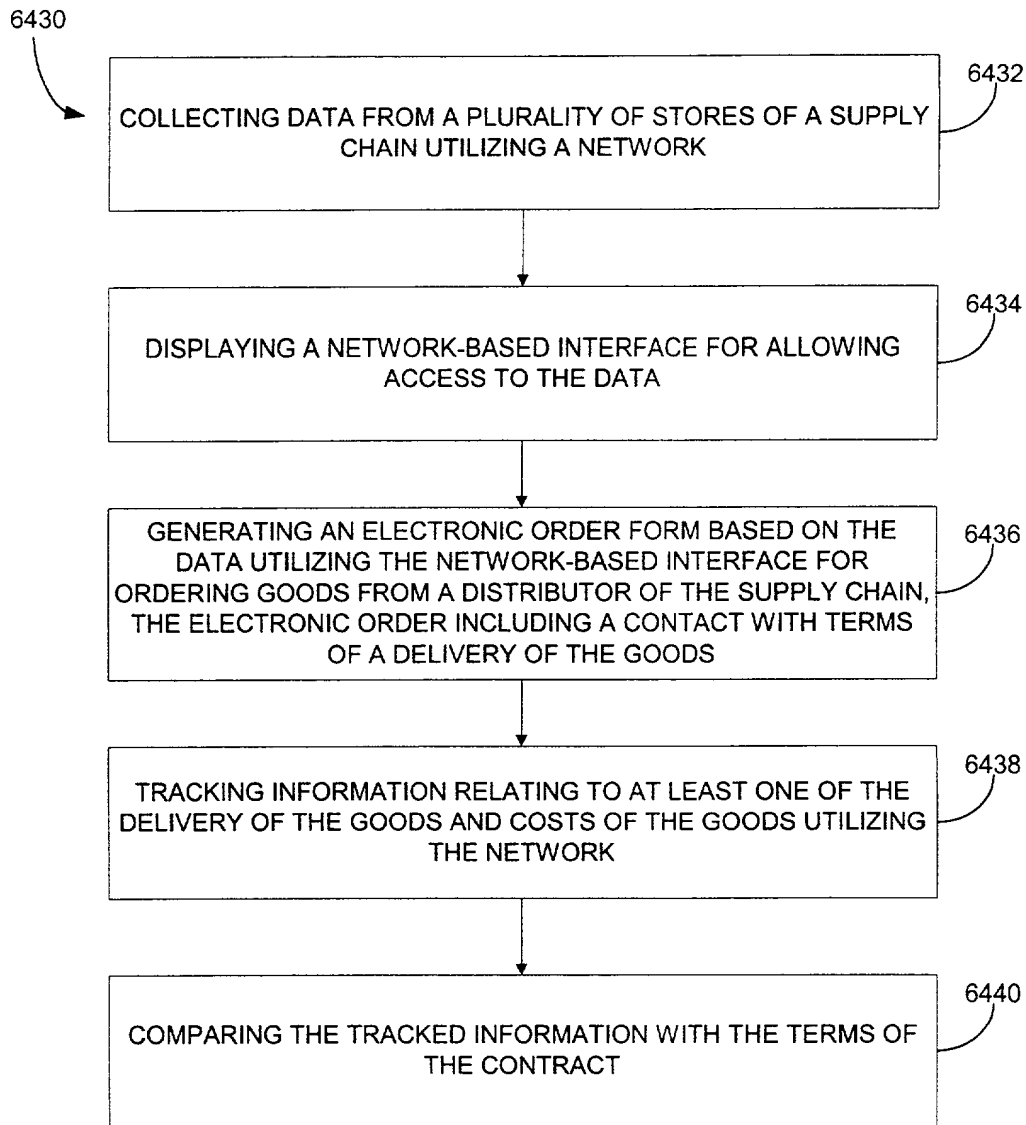 6430
COLLECTING DATA FROM A PLURALITY OF STORES OF A SUPPLY
CHAIN UTILIZING A NETWORK
6432
DISPLAYING A NETWORK-BASED INTERFACE FOR ALLOWING
ACCESS TO THE DATA
6434
GENERATING AN ELECTRONIC ORDER FORM BASED ON THE
DATA UTILIZING THE NETWORK-BASED INTERFACE FOR
ORDERING GOODS FROM A DISTRIBUTOR OF THE SUPPLY CHAIN,
THE ELECTRONIC ORDER INCLUDING A CONTACT WITH TERMS
OF A DELIVERY OF THE GOODS
6436
TRACKING INFORMATION RELATING TO AT LEAST ONE OF THE
DELIVERY OF THE GOODS AND COSTS OF THE GOODS UTILIZING
THE NETWORK
6438
COMPARING THE TRACKED INFORMATION WITH THE TERMS OF
THE CONTRACT
6440